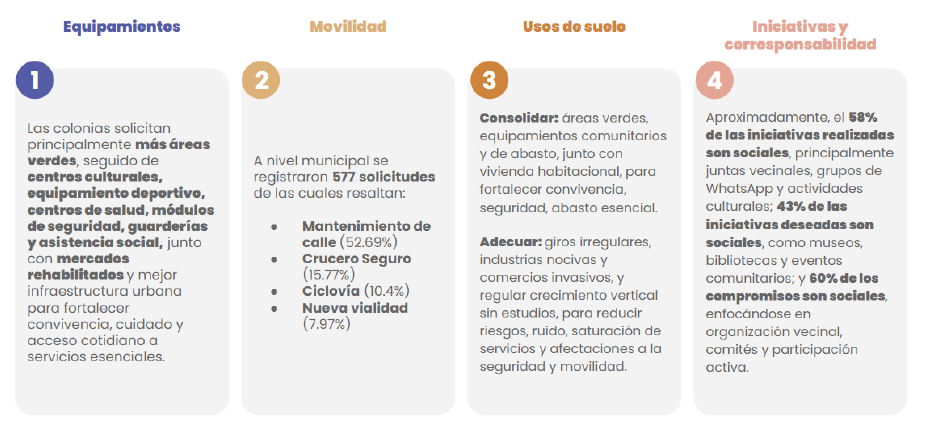 Equipamientos
1
Las colonias solicitan
principalmente más áreas
verdes, seguido de
centros culturales,
equipamiento deportivo,
centros de salud, módulos
de seguridad, guarderías
y asistencia social, junto
con mercados
rehabilitados y mejor
infraestructura urbana
para fortalecer
convivencia, cuidado y
acceso cotidiano a
servicios esenciales.
Movilidad
2
A nivel municipal se
registraron 577 solicitudes
de las cuales resaltan:
● Mantenimiento de
calle (52.69%)
● Crucero Seguro
(15.77%)
● Ciclovía (10.4%)
● Nueva vialidad
(7.97%)
Usos de suelo
3
Consolidar: áreas verdes,
equipamientos comunitarios
y de abasto, junto con
vivienda habitacional, para
fortalecer convivencia,
seguridad, abasto esencial.
Adecuar: giros irregulares,
industrias nocivas y
comercios invasivos, y
regular crecimiento vertical
sin estudios, para reducir
riesgos, ruido, saturación de
servicios y afectaciones a la
seguridad y movilidad.
Iniciativas y
corresponsabilidad
4
Aproximadamente, el 58%
de las iniciativas realizadas
son sociales, principalmente
juntas vecinales, grupos de
WhatsApp y actividades
culturales; 43% de las
iniciativas deseadas son
sociales, como museos,
bibliotecas y eventos
comunitarios; y 60% de los
compromisos son sociales,
enfocándose en
organización vecinal,
comités y participación
activa.